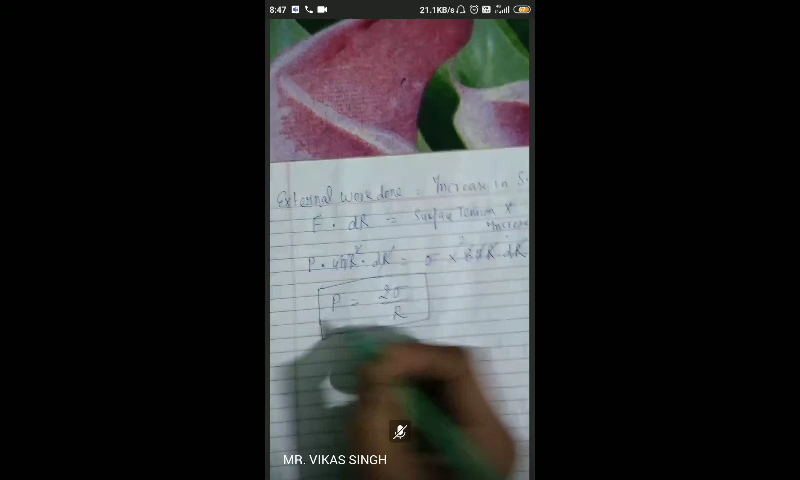 8:47 21.1KB/s
External work done = Increase in S.
F . dR = Surface Tension x
Increase
P . 4πR² . dR = σ x 8πR dR
P = 2σ
R
MR. VIKAS SINGH